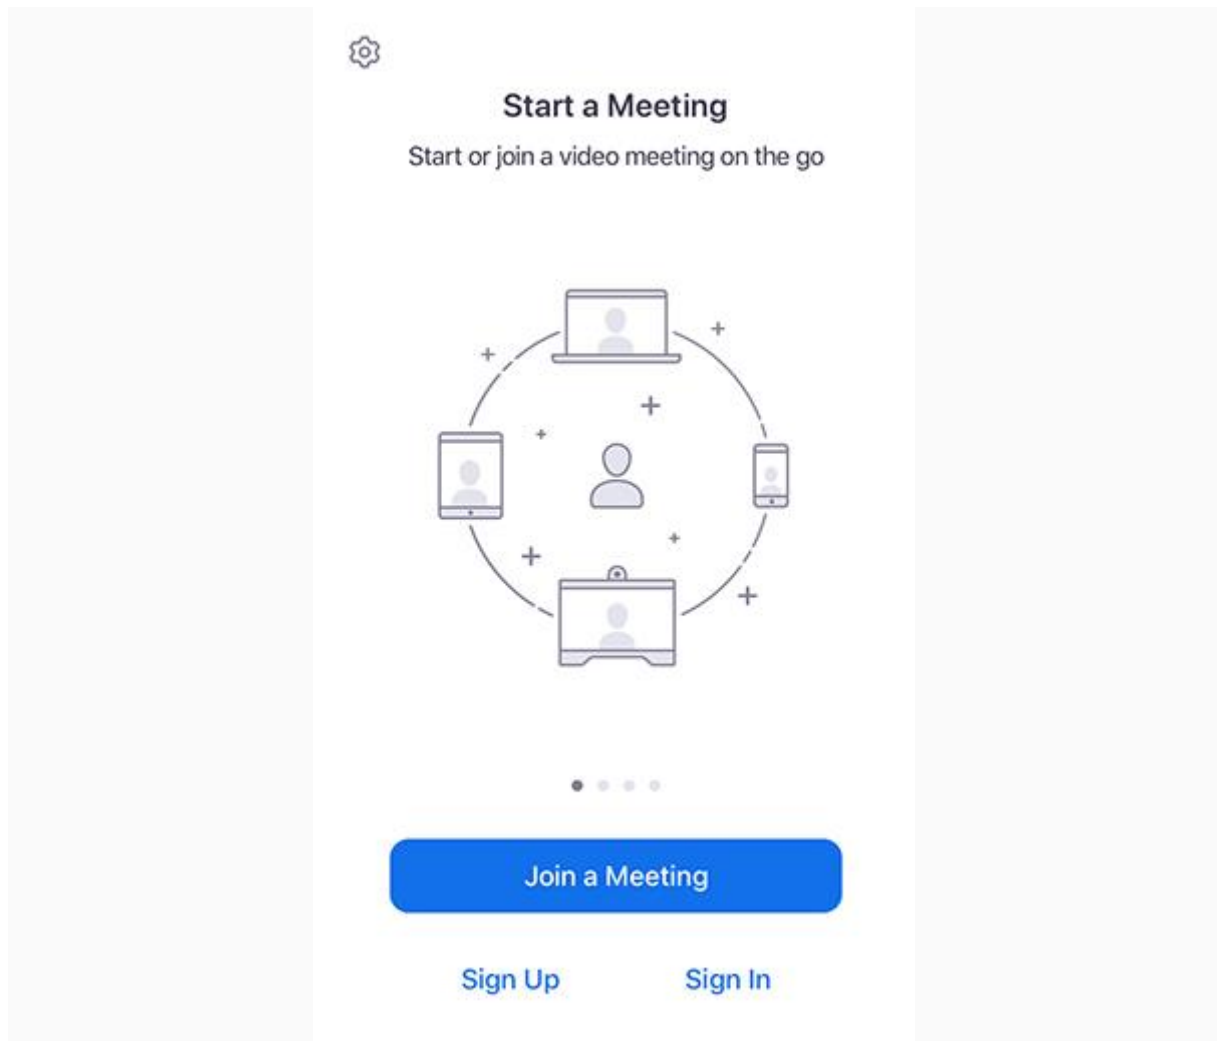 Start a Meeting
Start or join a video meeting on the go
Join a Meeting
Sign Up
Sign In